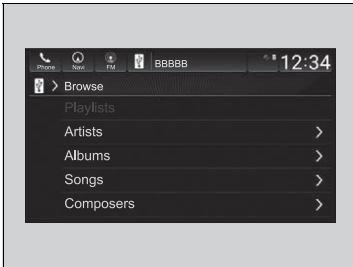 Phone Navi FM BBBBB 12:34
Browse
Playlists
Artists
Albums
Songs
Composers